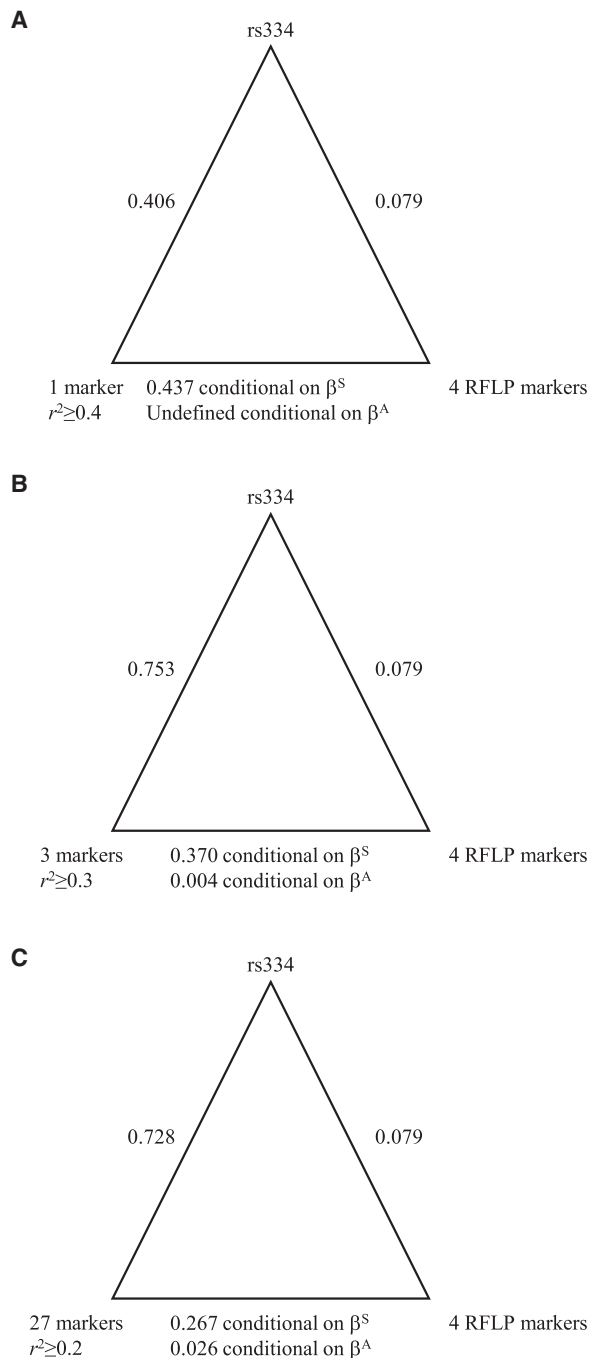 A
rs334
0.406
0.079
1 marker 0.437 conditional on βS 4 RFLP markers
r2≥0.4 Undefined conditional on βA
B
rs334
0.753
0.079
3 markers 0.370 conditional on βS 4 RFLP markers
r2≥0.3 0.004 conditional on βA
C
rs334
0.728
0.079
27 markers 0.267 conditional on βS 4 RFLP markers
r2≥0.2 0.026 conditional on βA